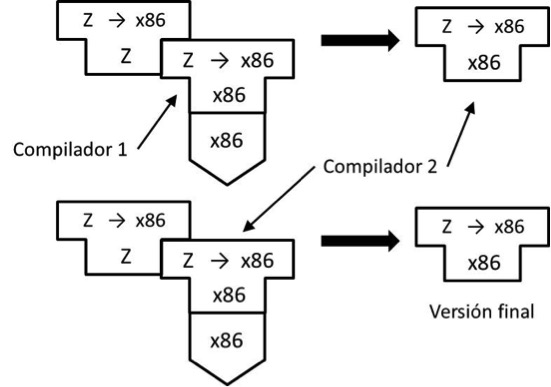 Z → x86
Z
Z → x86
x86
x86
Compilador 1
Z → x86
x86
Compilador 2
Z → x86
Z
Z → x86
x86
x86
Z → x86
x86
Versión final